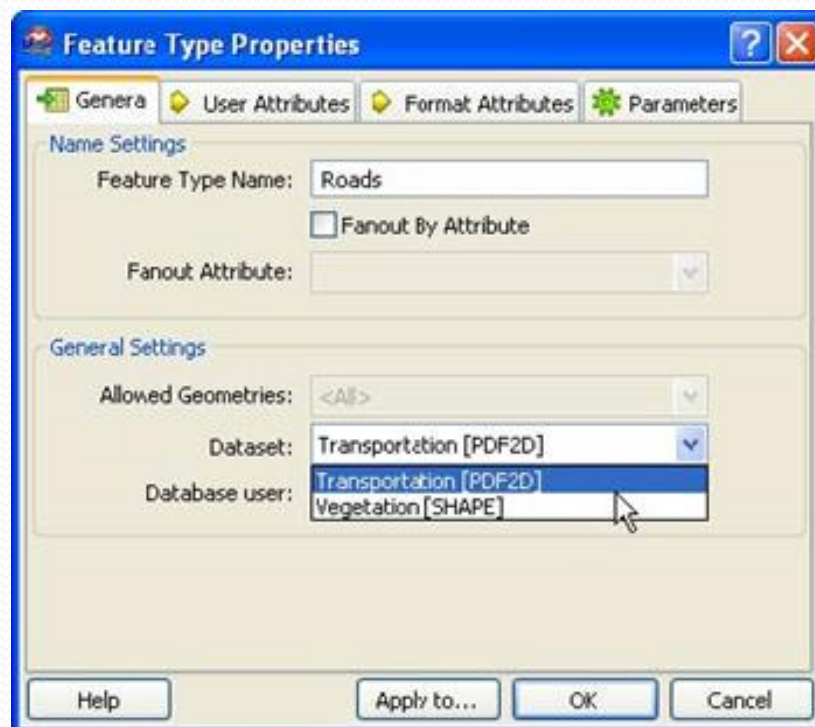 Feature Type Properties
Genera
User Attributes
Format Attributes
Parameters
Name Settings
Feature Type Name: Roads
Fanout By Attribute
Fanout Attribute:
General Settings
Allowed Geometries: <All>
Dataset: Transportation [PDF2D]
Transportation [PDF2D]
Database user:
Vegetation [SHAPE]
Help
Apply to...
OK
Cancel